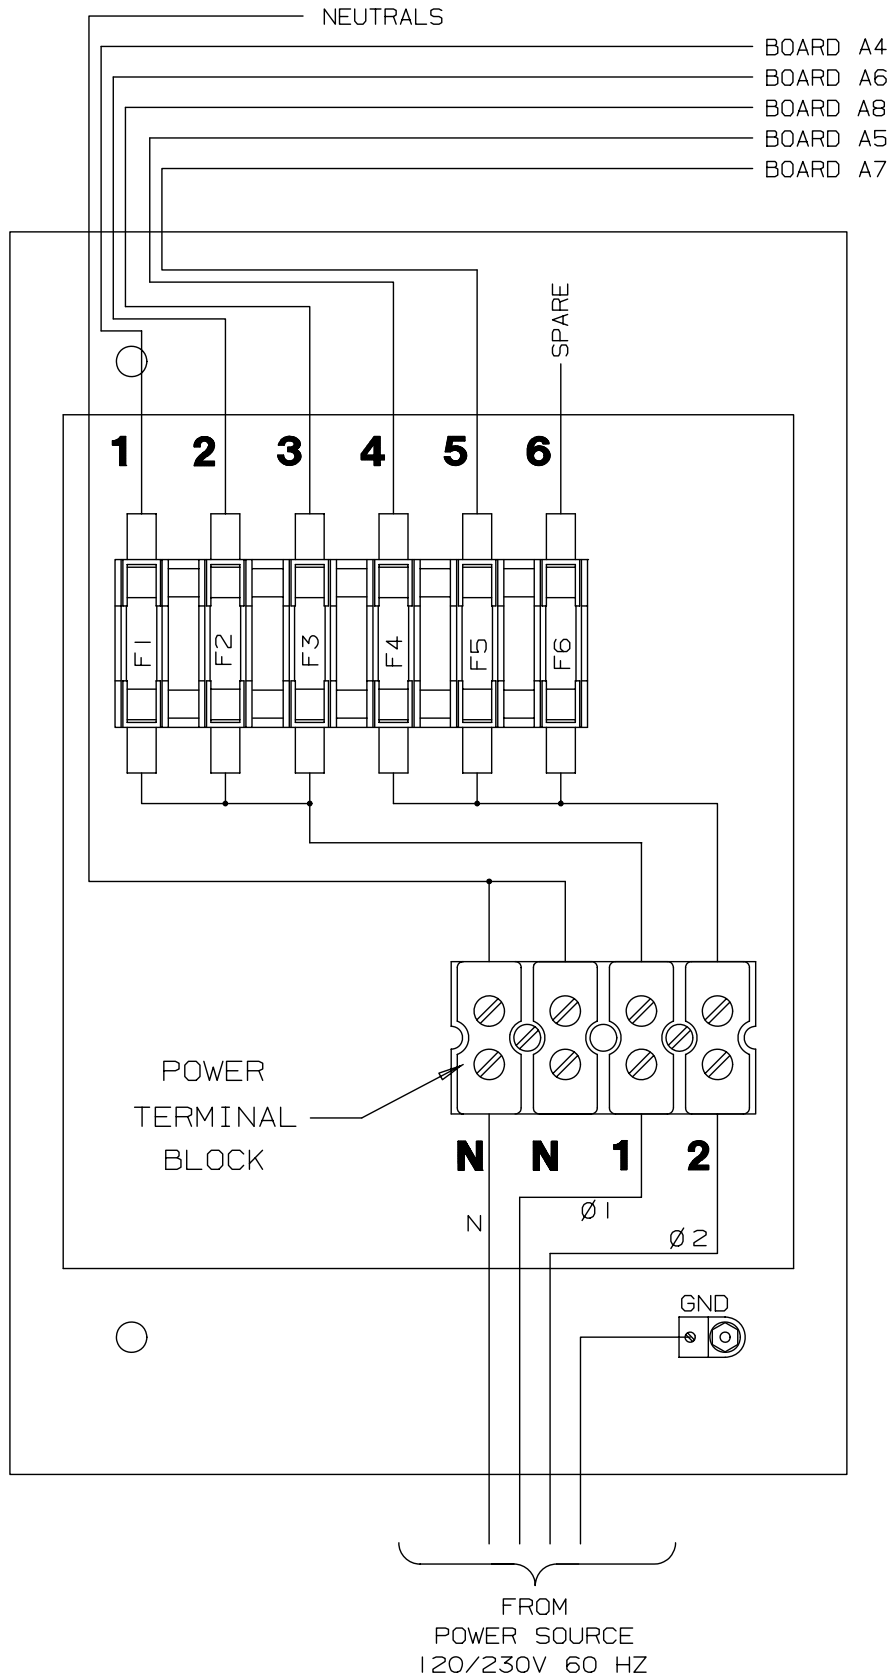 NEUTRALS
BOARD A4
BOARD A6
BOARD A8
BOARD A5
BOARD A7
SPARE
1 2 3 4 5 6
F1 F2 F3 F4 F5 F6
POWER
TERMINAL
BLOCK
N N 1 2
N
Ø1
Ø2
GND
FROM
POWER SOURCE
120/230V 60 HZ